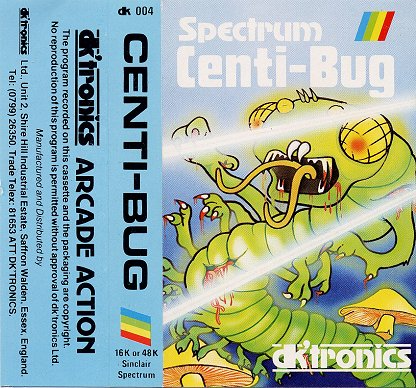 dk'tronics ARCADE ACTION
The program recorded on this cassette and the packaging are copyright.
No reproduction of this program is permitted without approval of dk'tronics. Ltd.
Manufactured and Distributed by
dk'tronics Ltd., Unit 2, Shire Hill Industrial Estate, Saffron Walden, Essex, England.
Tel: (0799) 26350. Trade Telex: 81653 ATT DK'TRONICS.
dk 004
CENTI-BUG
16K or 48K
Sinclair
Spectrum
Spectrum
Centi-Bug
dk'tronics